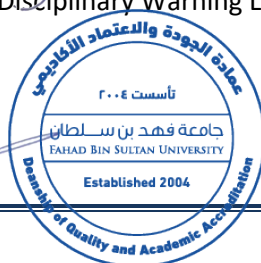 Disciplinary Warning L
عمادة الجودة والاعتماد الأكاديمي
تأسست ٢٠٠٤
جامعة فهد بن سلطان
FAHAD BIN SULTAN UNIVERSITY
Established 2004
Deanship of Quality and Academic Accreditation